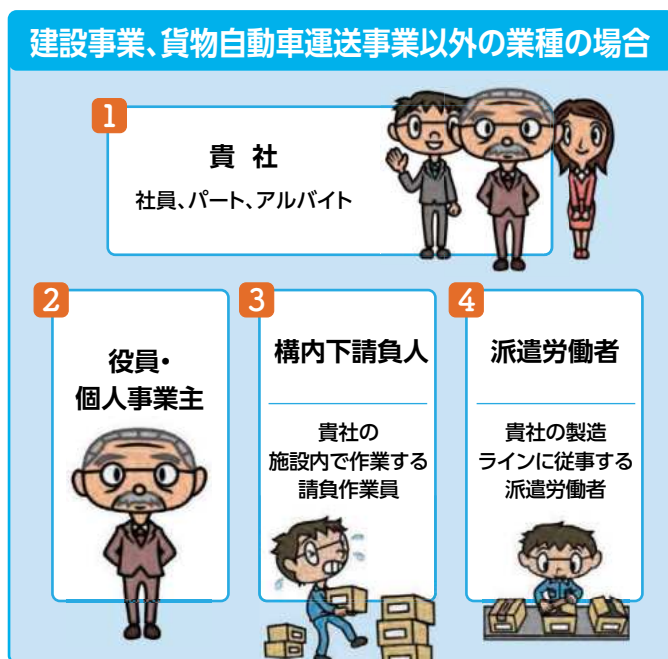 建設事業、貨物自動車運送事業以外の業種の場合
1
貴 社
社員、パート、アルバイト
2
役員・
個人事業主
3
構内下請負人
貴社の
施設内で作業する
請負作業員
4
派遣労働者
貴社の製造
ラインに従事する
派遣労働者